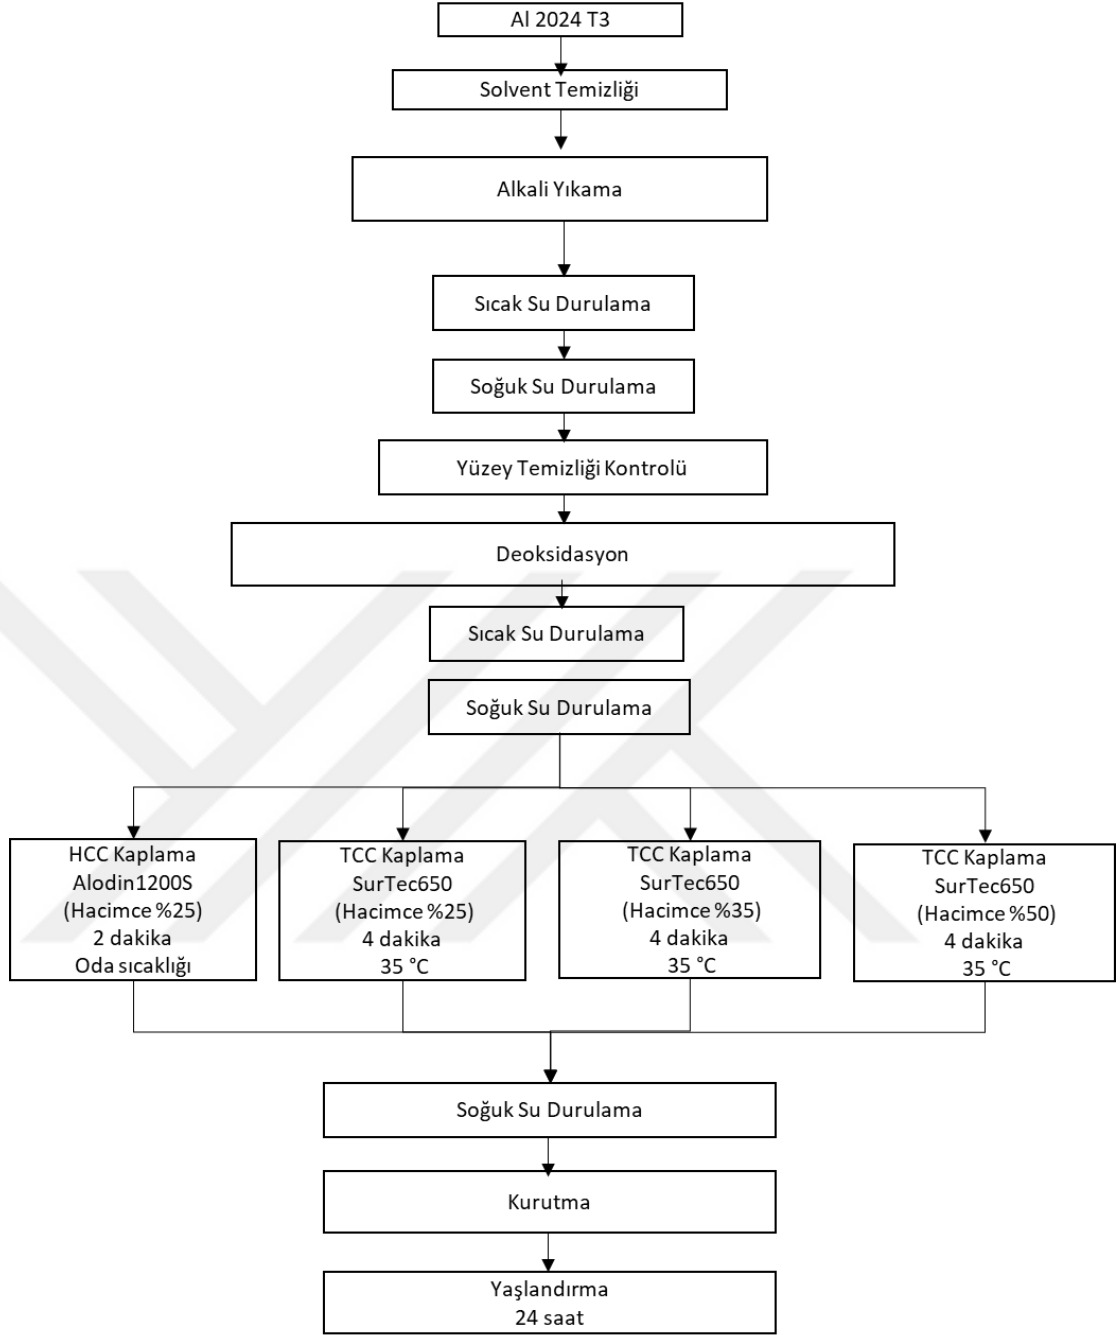 Al 2024 T3
Solvent Temizliği
Alkali Yıkama
Sıcak Su Durulama
Soğuk Su Durulama
Yüzey Temizliği Kontrolü
Deoksidasyon
Sıcak Su Durulama
Soğuk Su Durulama
HCC Kaplama
Alodin1200S
(Hacimce %25)
2 dakika
Oda sıcaklığı
TCC Kaplama
SurTec650
(Hacimce %25)
4 dakika
35 °C
TCC Kaplama
SurTec650
(Hacimce %35)
4 dakika
35 °C
TCC Kaplama
SurTec650
(Hacimce %50)
4 dakika
35 °C
Soğuk Su Durulama
Kurutma
Yaşlandırma
24 saat